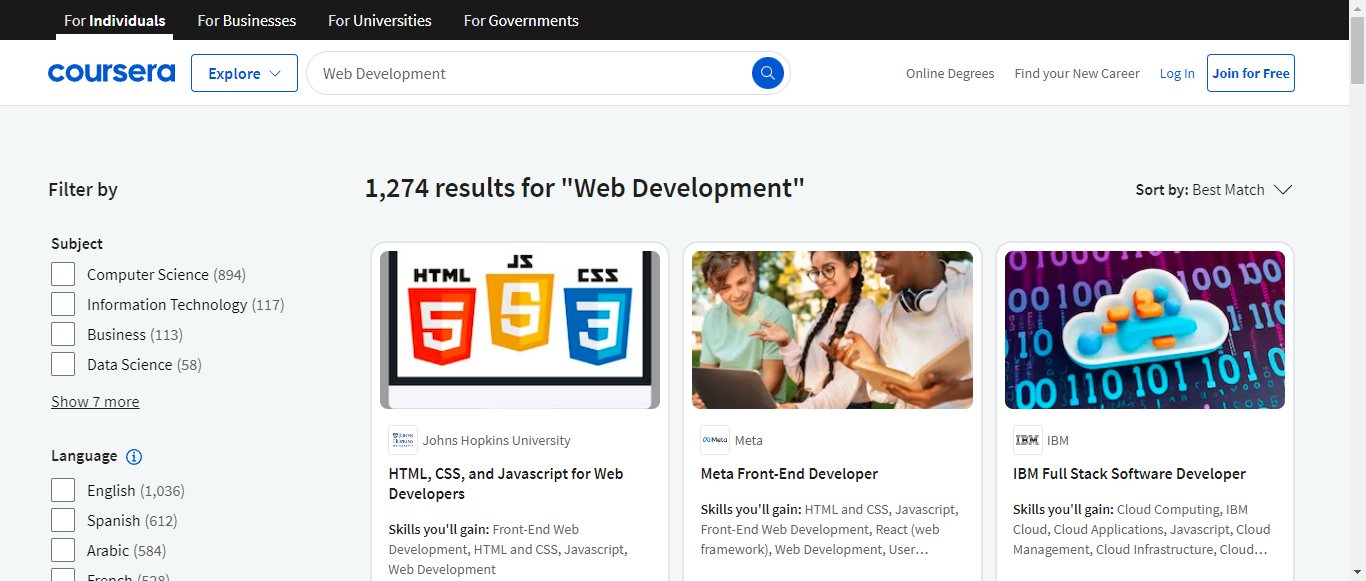 For Individuals For Businesses For Universities For Governments
coursera Explore Web Development Online Degrees Find your New Career Log In Join for Free
Filter by
1,274 results for "Web Development"
Sort by: Best Match
Subject
Computer Science (894)
Information Technology (117)
Business (113)
Data Science (58)
Show 7 more
Language
English (1,036)
Spanish (612)
Arabic (584)
French (528)
HTML JS CSS
5 5 3
Johns Hopkins University
HTML, CSS, and Javascript for Web
Developers
Skills you'll gain: Front-End Web
Development, HTML and CSS, Javascript,
Web Development
Meta Meta
Meta Front-End Developer
Skills you'll gain: HTML and CSS, Javascript,
Front-End Web Development, React (web
framework), Web Development, User...
IBM IBM
IBM Full Stack Software Developer
Skills you'll gain: Cloud Computing, IBM
Cloud, Cloud Applications, Javascript, Cloud
Management, Cloud Infrastructure, Cloud...